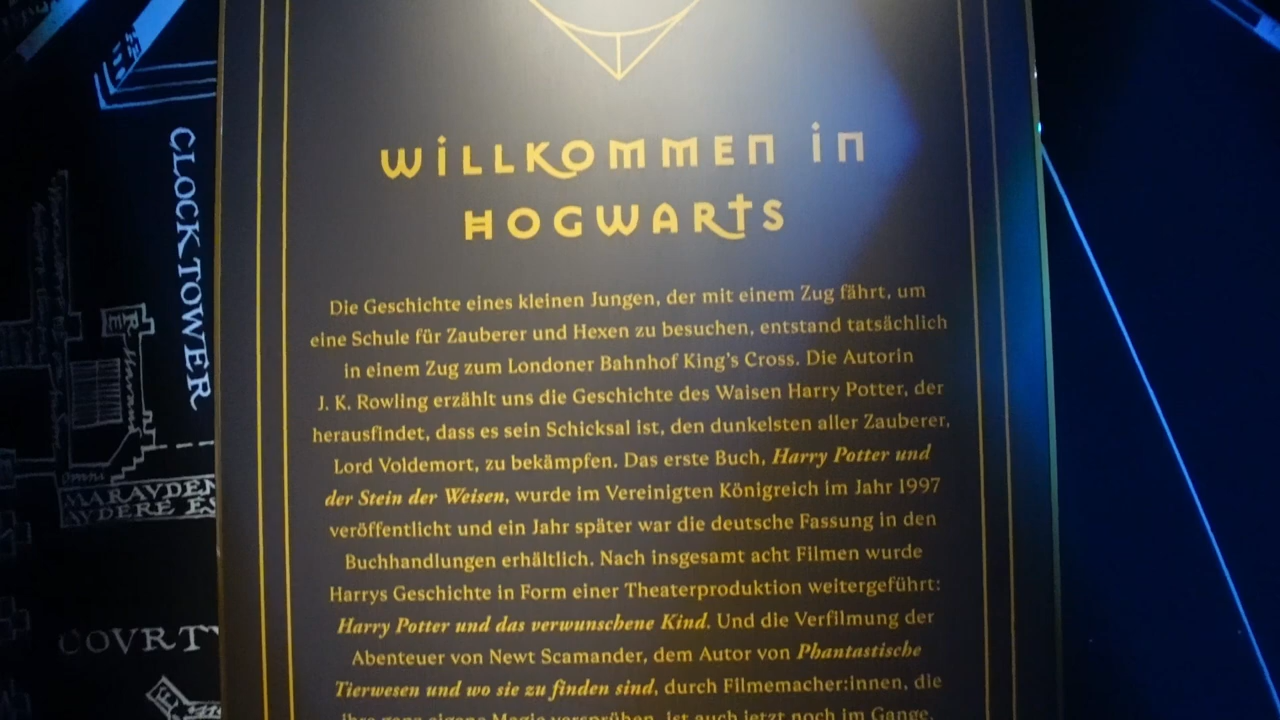 WILLKOMMEN IN
HOGWARTS
Die Geschichte eines kleinen Jungen, der mit einem Zug fährt, um
eine Schule für Zauberer und Hexen zu besuchen, entstand tatsächlich
in einem Zug zum Londoner Bahnhof King's Cross. Die Autorin
J. K. Rowling erzählt uns die Geschichte des Waisen Harry Potter, der
herausfindet, dass es sein Schicksal ist, den dunkelsten aller Zauberer,
Lord Voldemort, zu bekämpfen. Das erste Buch, Harry Potter und
der Stein der Weisen, wurde im Vereinigten Königreich im Jahr 1997
veröffentlicht und ein Jahr später war die deutsche Fassung in den
Buchhandlungen erhältlich. Nach insgesamt acht Filmen wurde
Harrys Geschichte in Form einer Theaterproduktion weitergeführt:
Harry Potter und das verwunschene Kind. Und die Verfilmung der
Abenteuer von Newt Scamander, dem Autor von Phantastische
Tierwesen und wo sie zu finden sind, durch Filmemacher:innen, die
ihre ganz eigene Magie versprühen, ist auch jetzt noch im Gange.
CLOCKTOWER
MARAVDER
COVRTY